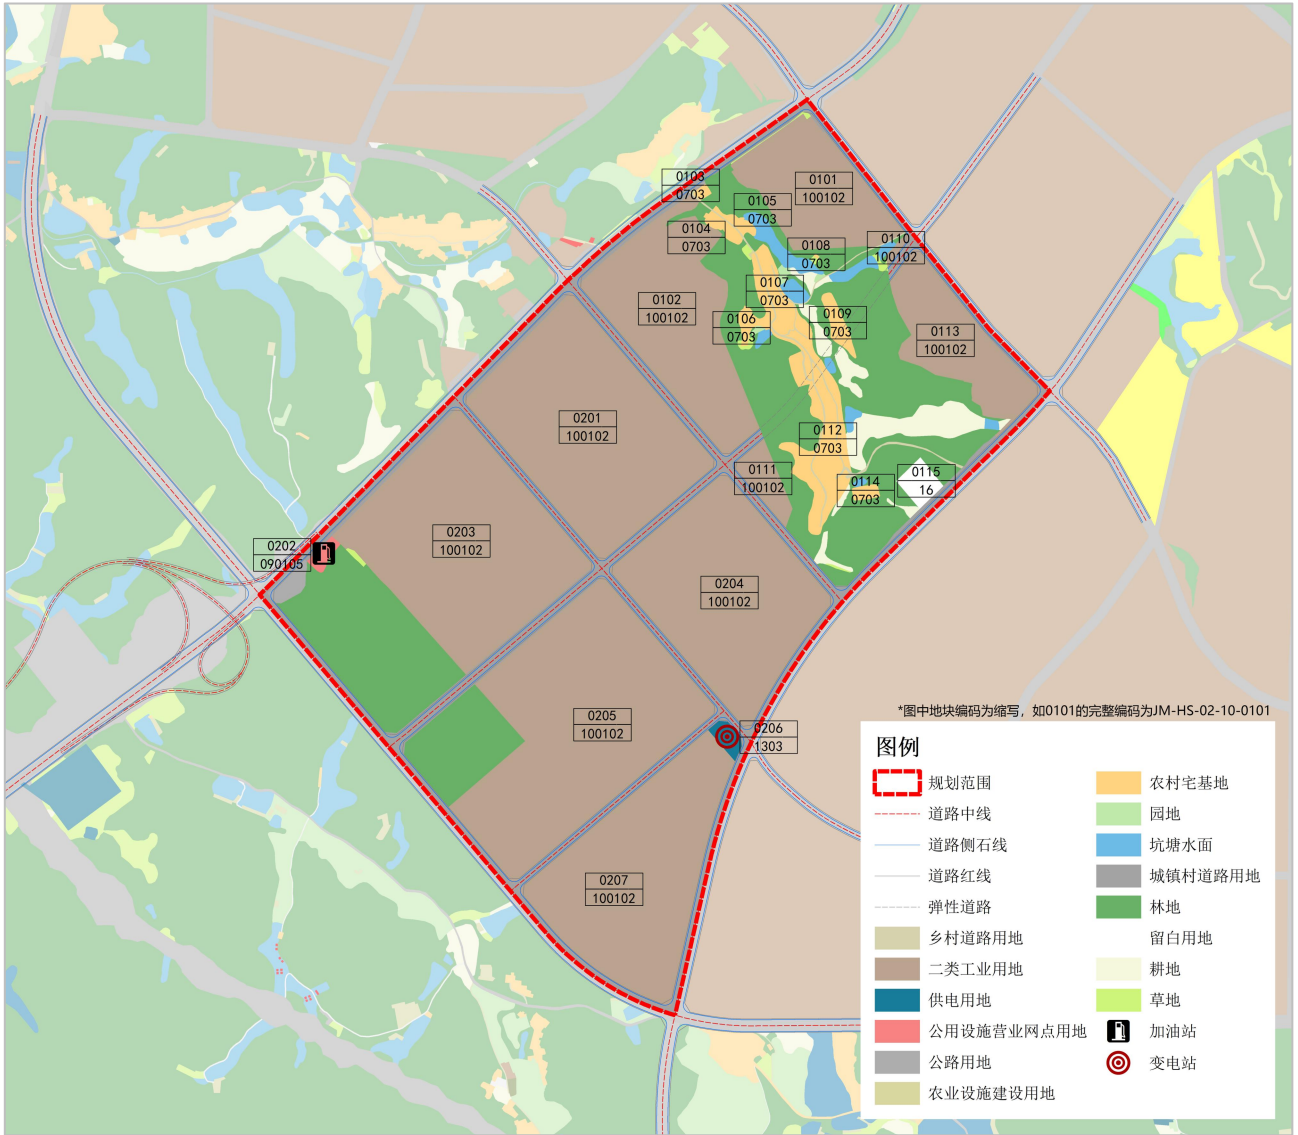 0103
0703
0101
100102
0105
0703
0104
0703
0110
100102
0108
0703
0107
0703
0102
100102
0109
0703
0106
0703
0113
100102
0201
100102
0112
0703
0111
100102
0115
16
0114
0703
0203
100102
0202
090105
0204
100102
0205
100102
0206
1303
0207
100102
*图中地块编码为缩写，如0101的完整编码为JM-HS-02-10-0101
图例
规划范围
道路中线
道路侧石线
道路红线
弹性道路
乡村道路用地
二类工业用地
供电用地
公用设施营业网点用地
公路用地
农业设施建设用地
农村宅基地
园地
坑塘水面
城镇村道路用地
林地
留白用地
耕地
草地
加油站
变电站